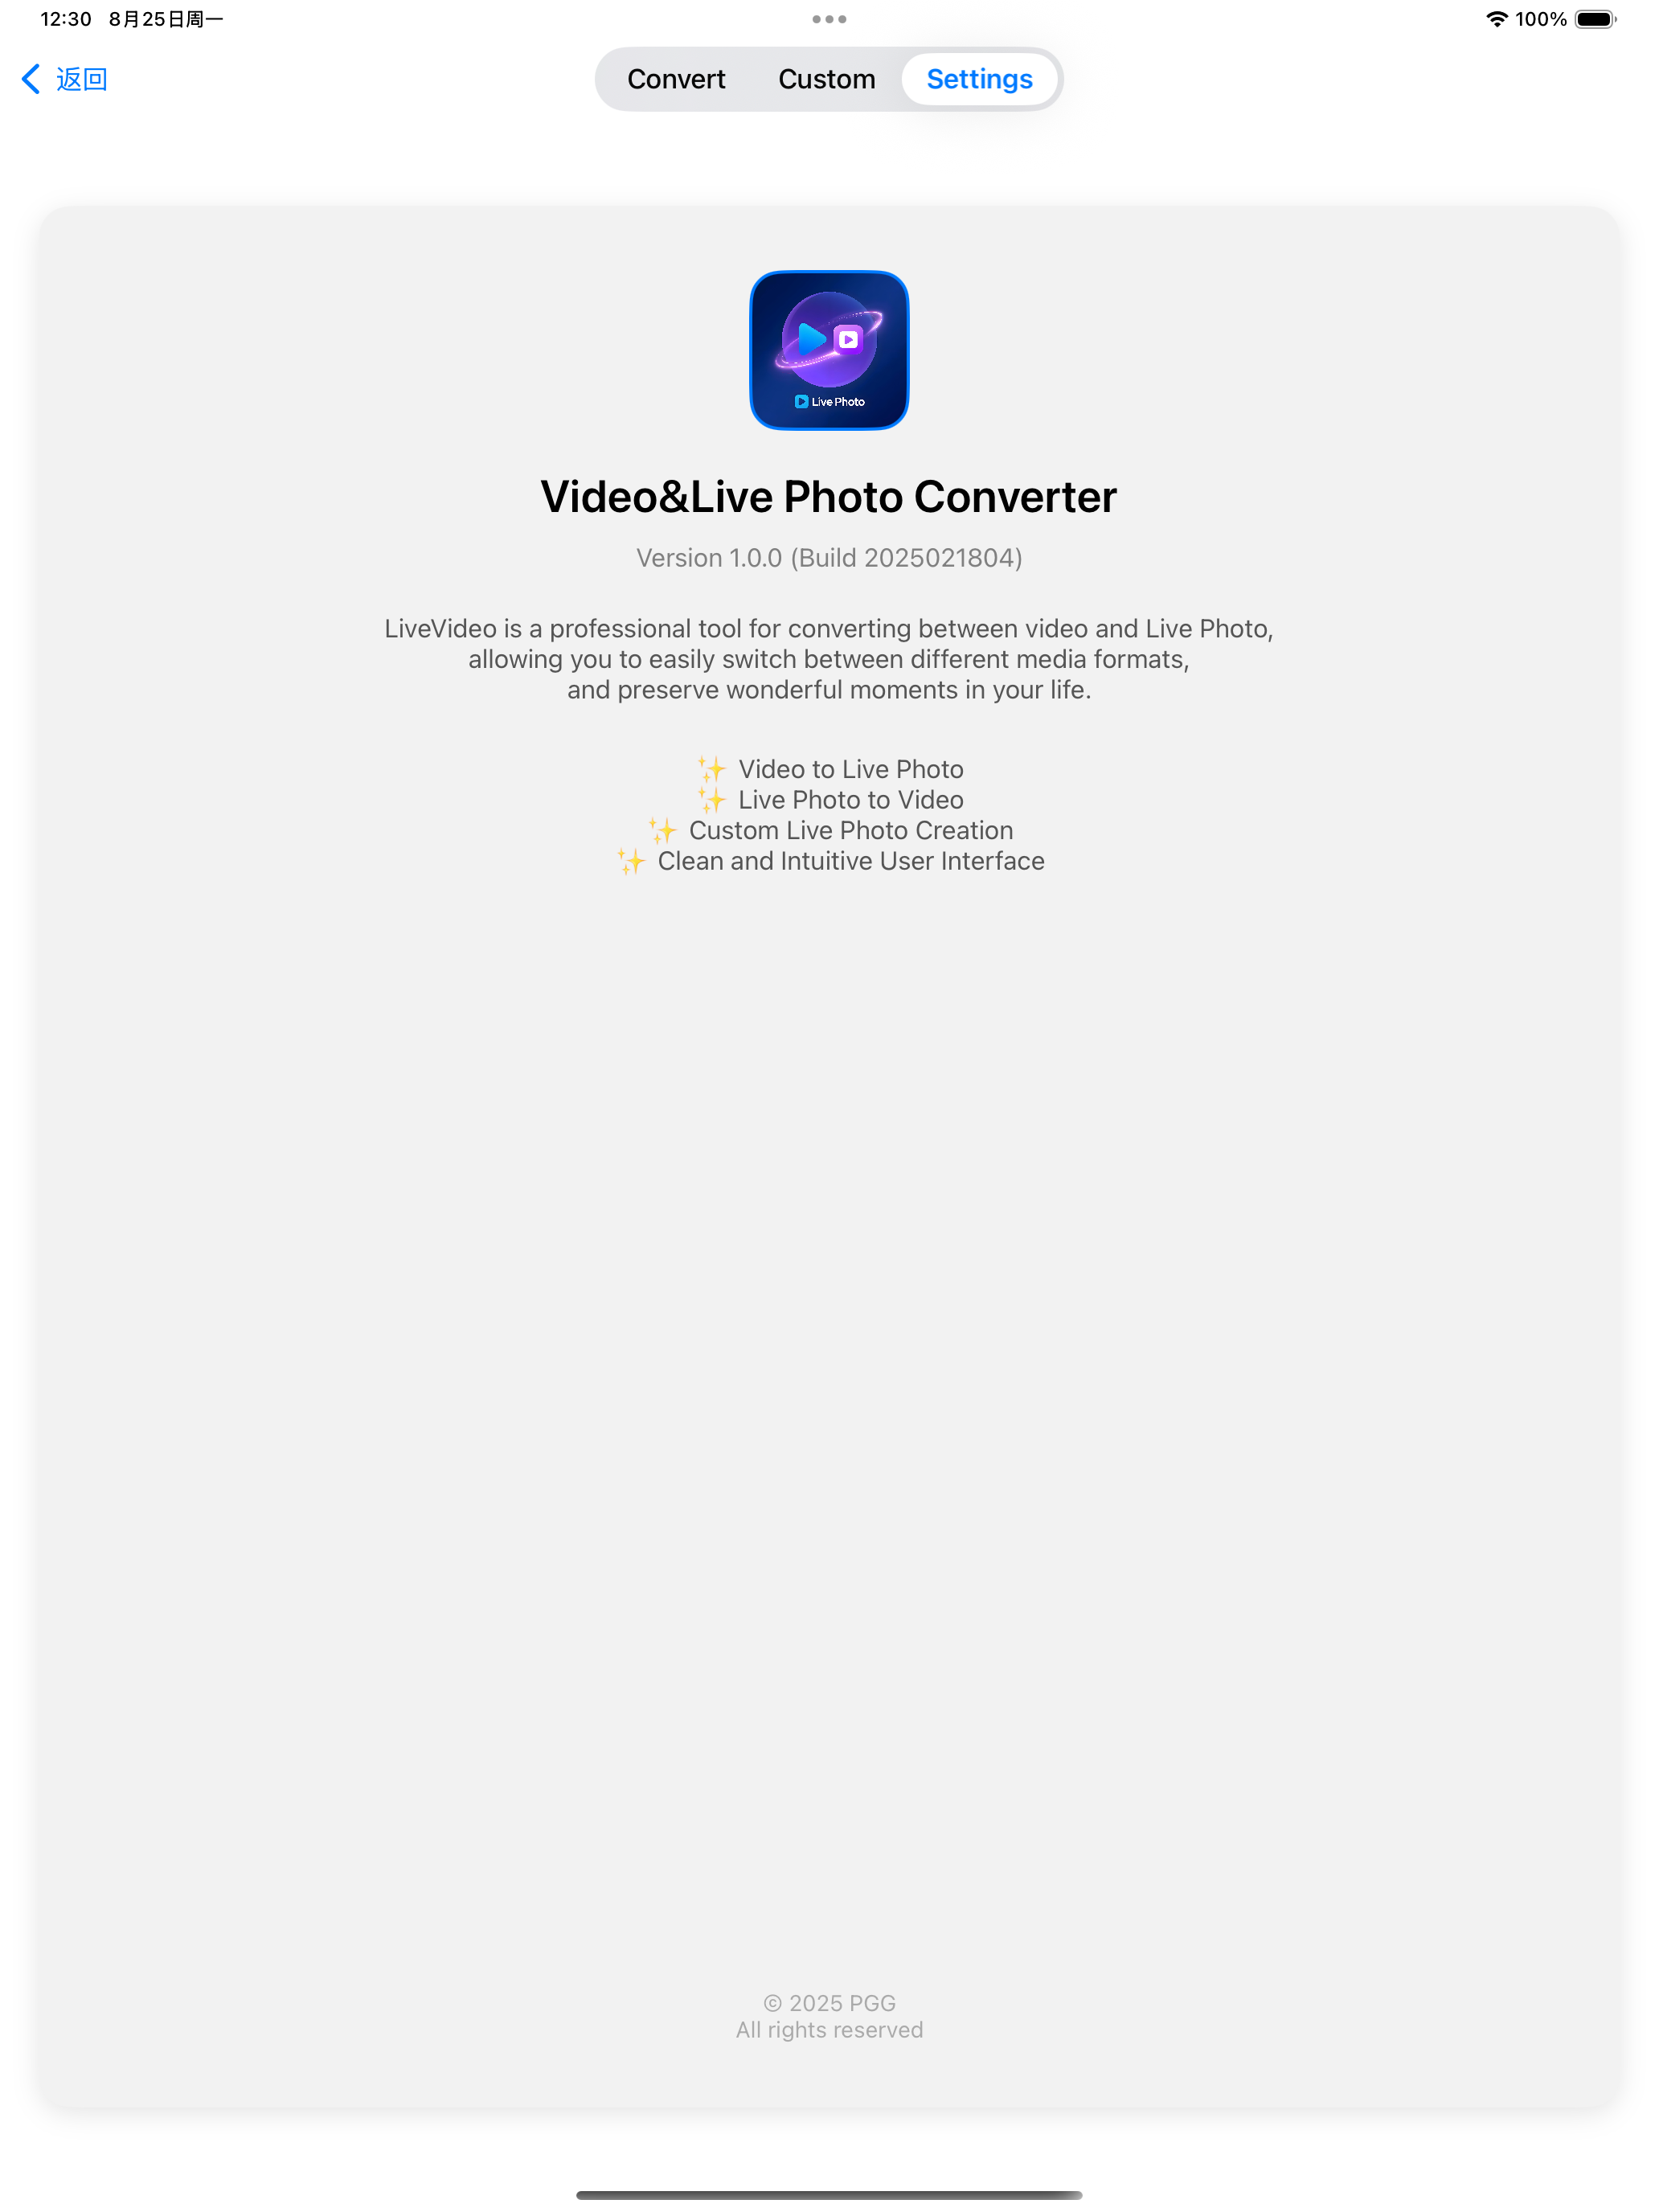 12:30 8月25日周一
100%
返回
Convert Custom Settings
Live Photo
Video&Live Photo Converter
Version 1.0.0 (Build 2025021804)
LiveVideo is a professional tool for converting between video and Live Photo,
allowing you to easily switch between different media formats,
and preserve wonderful moments in your life.
✨ Video to Live Photo
✨ Live Photo to Video
✨ Custom Live Photo Creation
✨ Clean and Intuitive User Interface
© 2025 PGG
All rights reserved